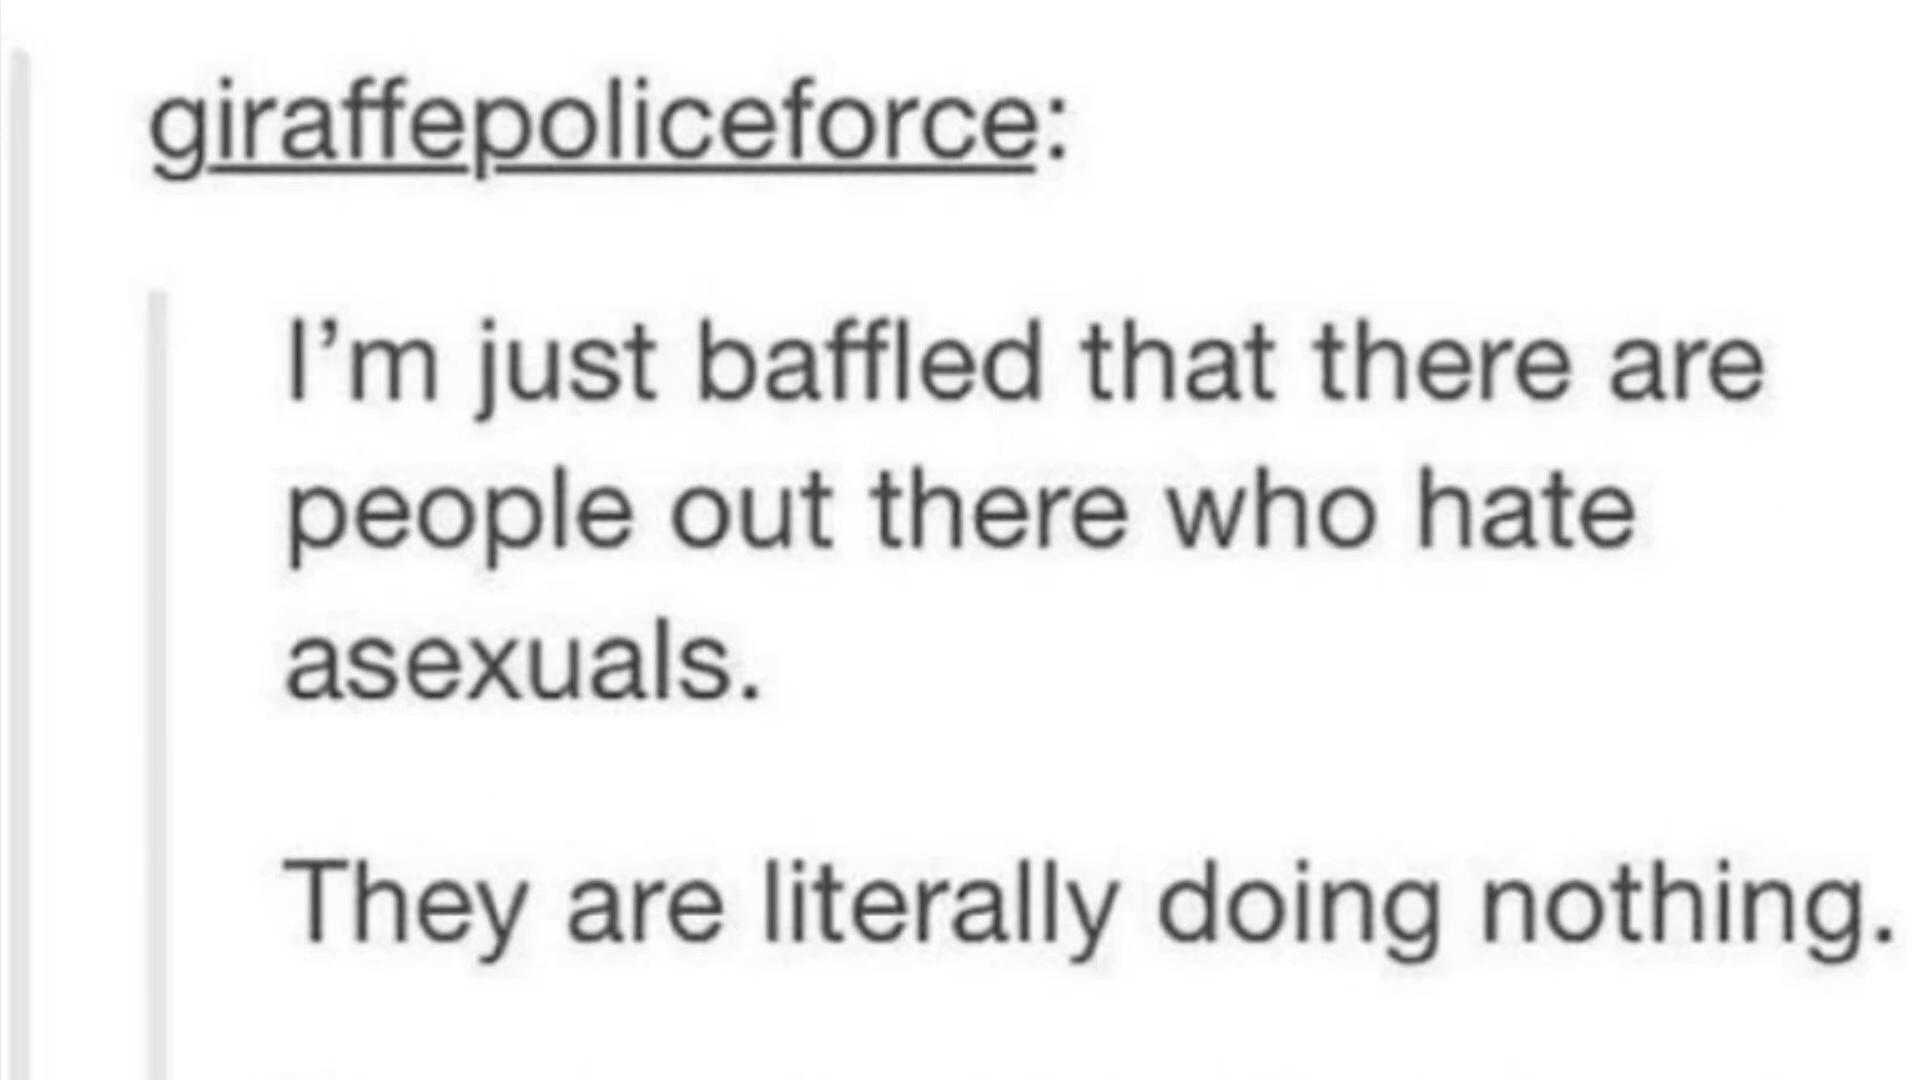 giraffepoliceforce:
I’m just baffled that there are
people out there who hate
asexuals.
They are literally doing nothing.